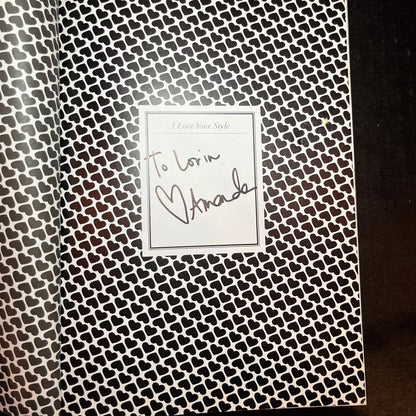 I Love Your Style
To Lorin
♡ Amanda